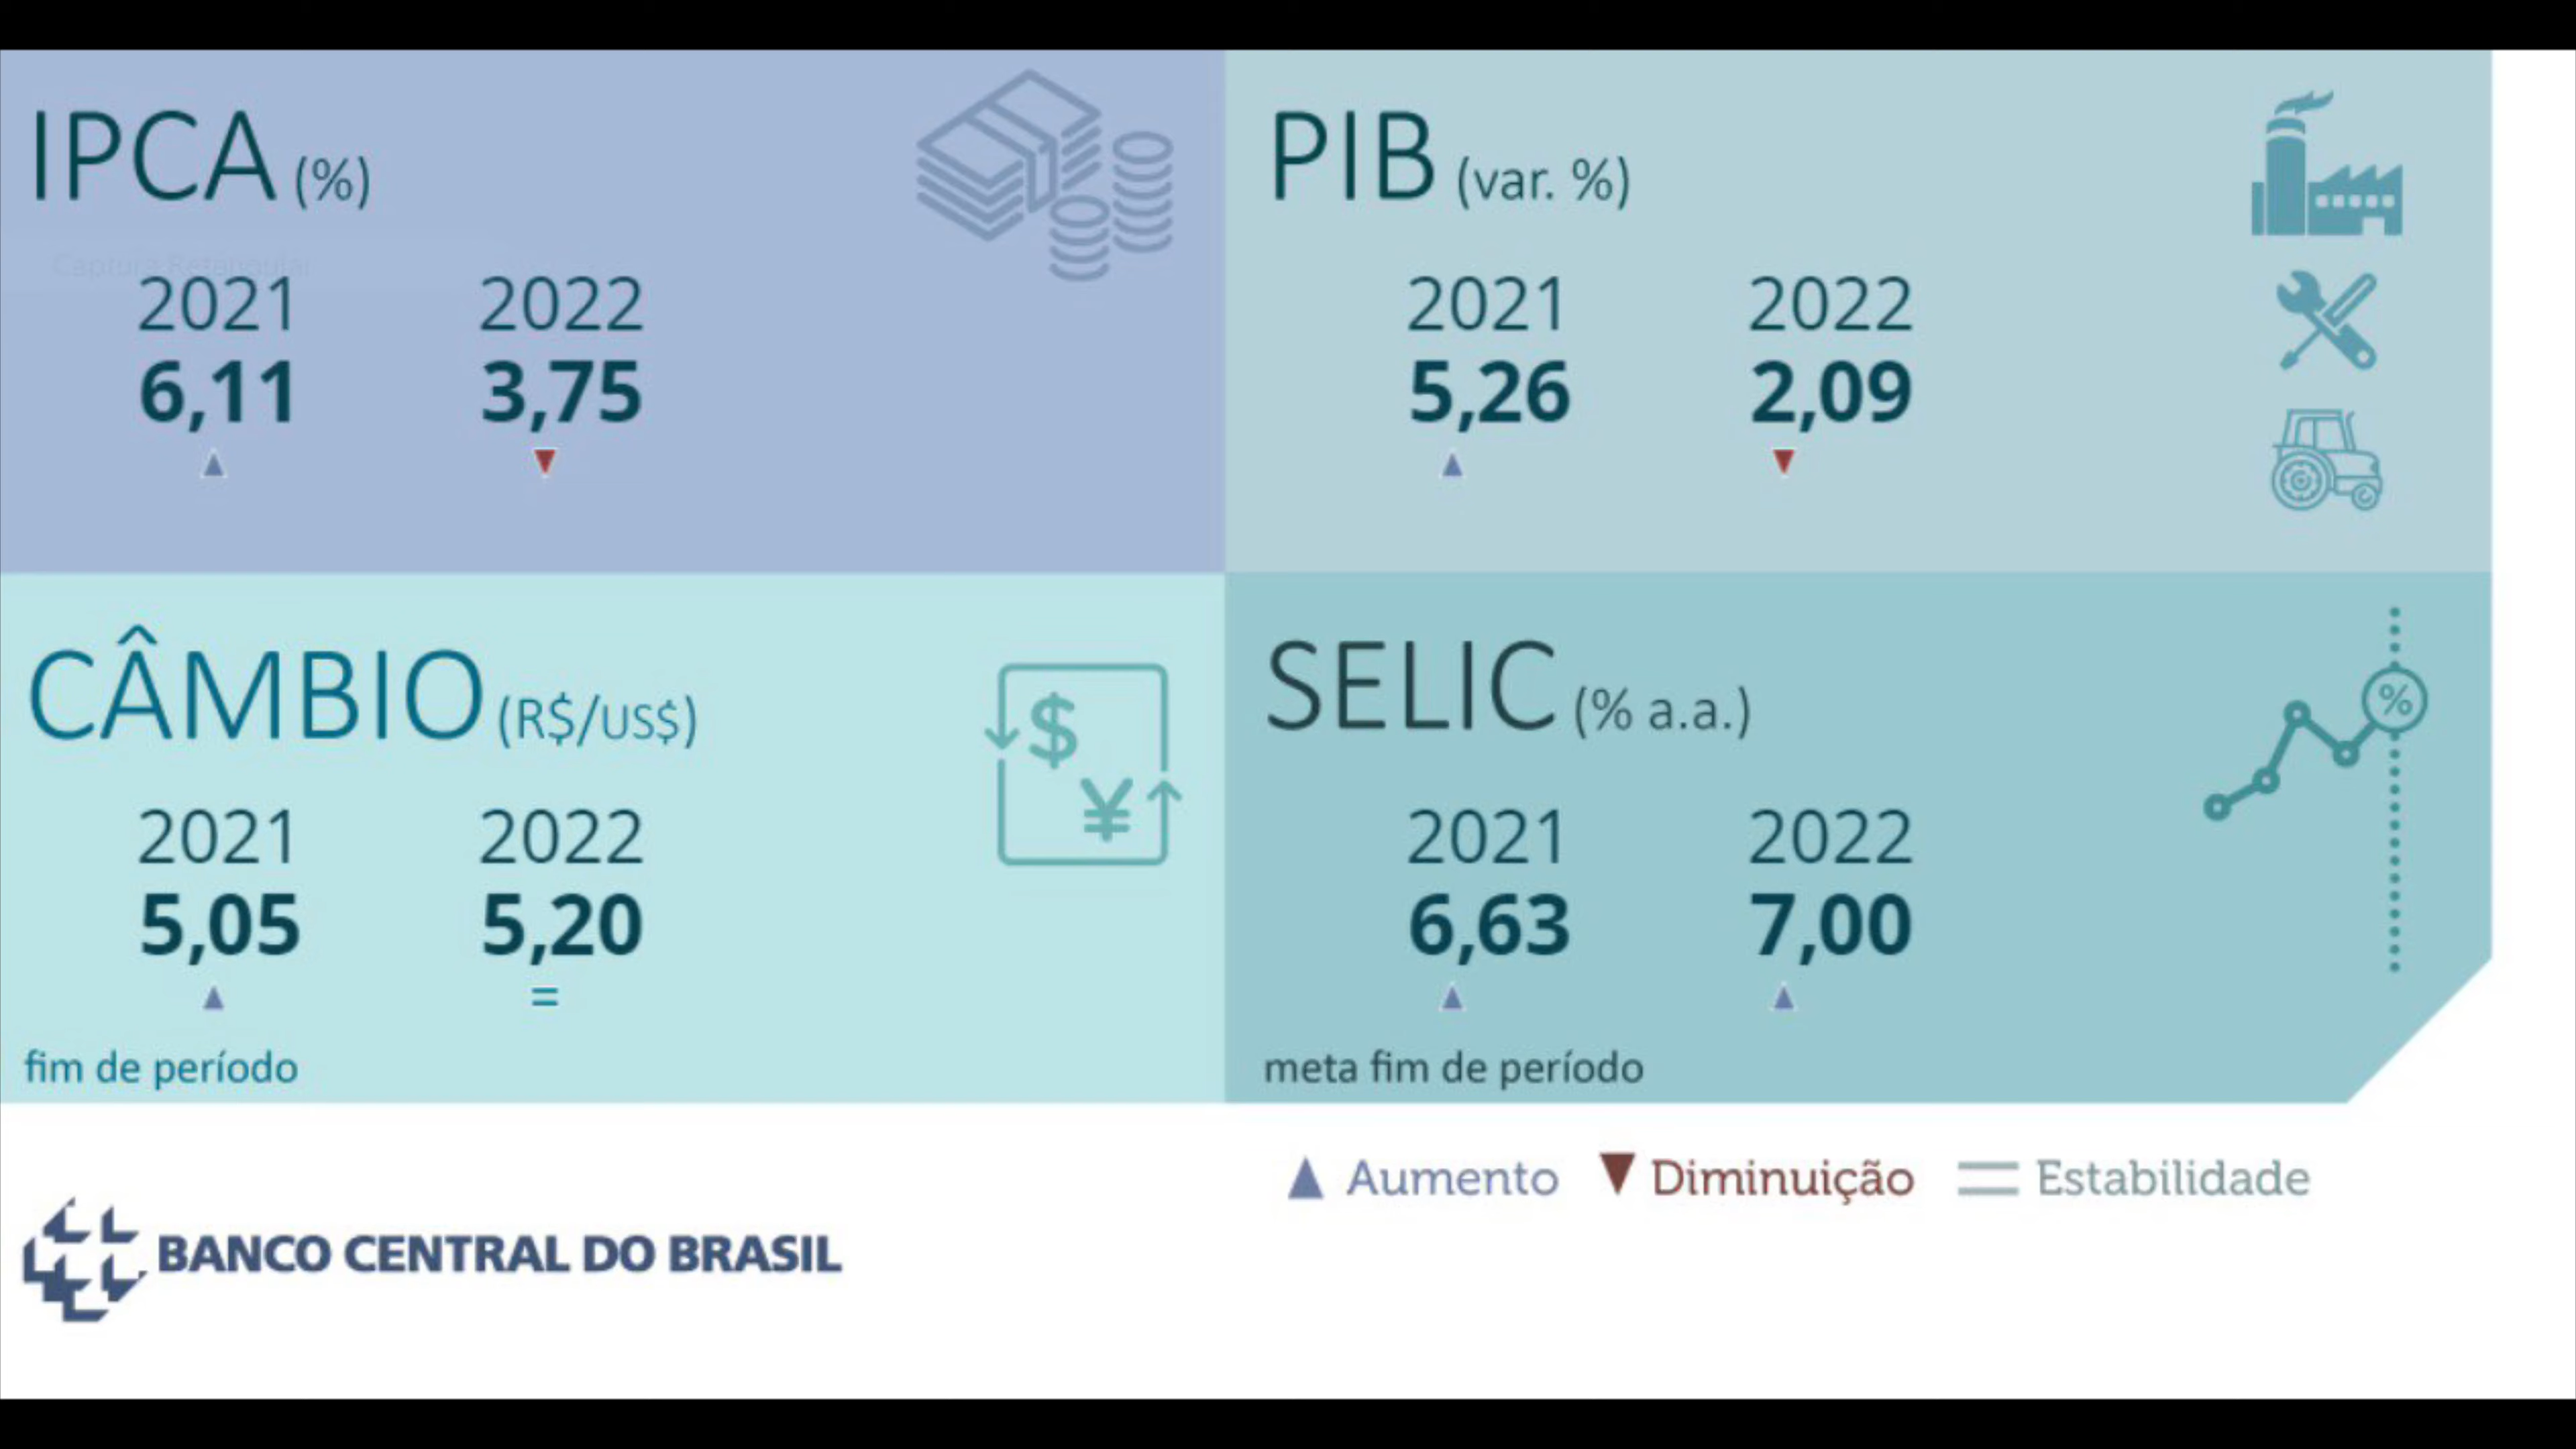 IPCA (%)
Captura Retangular
2021 2022
6,11 3,75
▲ ▼
PIB (var. %)
2021 2022
5,26 2,09
▲ ▼
CÂMBIO (R$/US$)
$
¥
2021 2022
5,05 5,20
▲ =
fim de período
SELIC (% a.a.)
%
2021 2022
6,63 7,00
▲ ▲
meta fim de período
▲ Aumento ▼ Diminuição = Estabilidade
BANCO CENTRAL DO BRASIL